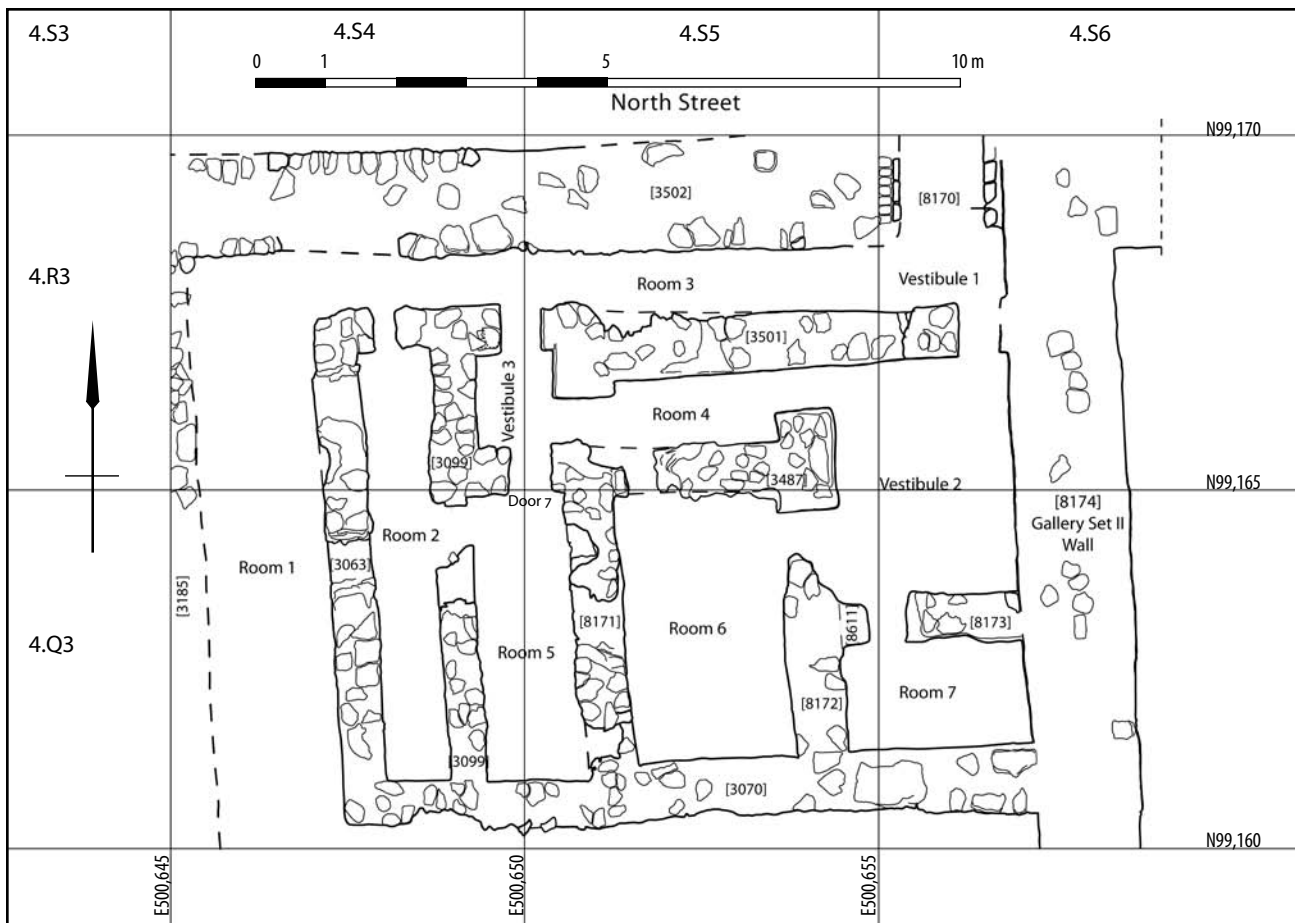 4.S3
4.S4
4.S5
4.S6
0 1 5 10 m
North Street
N99,170
[3502]
[8170]
4.R3
Room 3
Vestibule 1
[3501]
Vestibule 3
Room 4
[3099]
[3487]
Vestibule 2
Door 7
N99,165
[8174]
Gallery Set II
Wall
Room 2
Room 1
[3063]
[3185]
[8171]
Room 6
[8611]
[8173]
4.Q3
Room 5
Room 7
[8172]
[3099]
[3070]
N99,160
E500,645
E500,650
E500,655